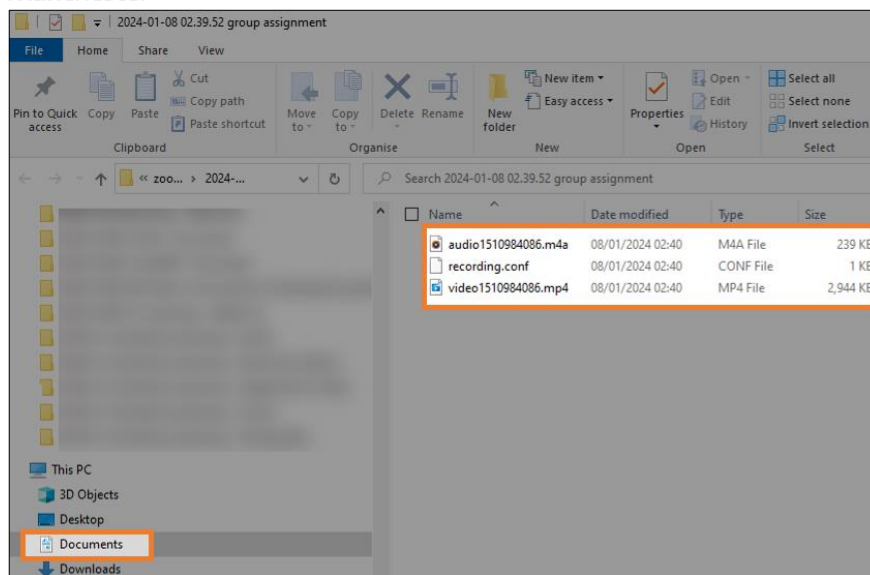 2024-01-08 02.39.52 group assignment
File Home Share View
Pin to Quick access
Copy
Paste
Cut
Copy path
Paste shortcut
Move to
Copy to
Delete
Rename
New folder
New item
Easy access
Properties
Open
Edit
History
Select all
Select none
Invert selection
Clipboard Organise New Open Select
« zoo... › 2024-...
Search 2024-01-08 02.39.52 group assignment
Name Date modified Type Size
audio1510984086.m4a 08/01/2024 02:40 M4A File 239 KB
recording.conf 08/01/2024 02:40 CONF File 1 KB
video1510984086.mp4 08/01/2024 02:40 MP4 File 2,944 KB
This PC
3D Objects
Desktop
Documents
Downloads